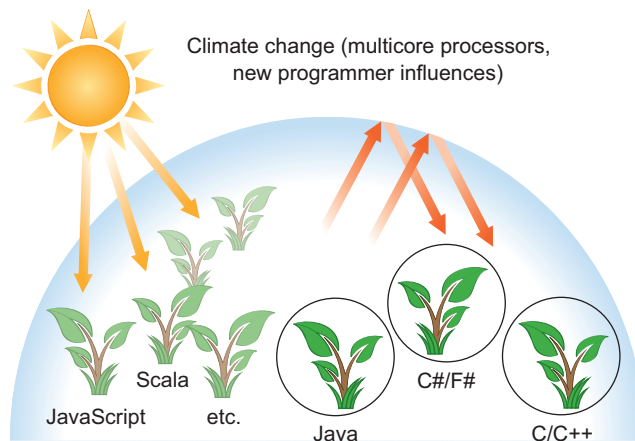 Climate change (multicore processors,
new programmer influences)
Scala
C#/F#
JavaScript
etc.
Java
C/C++